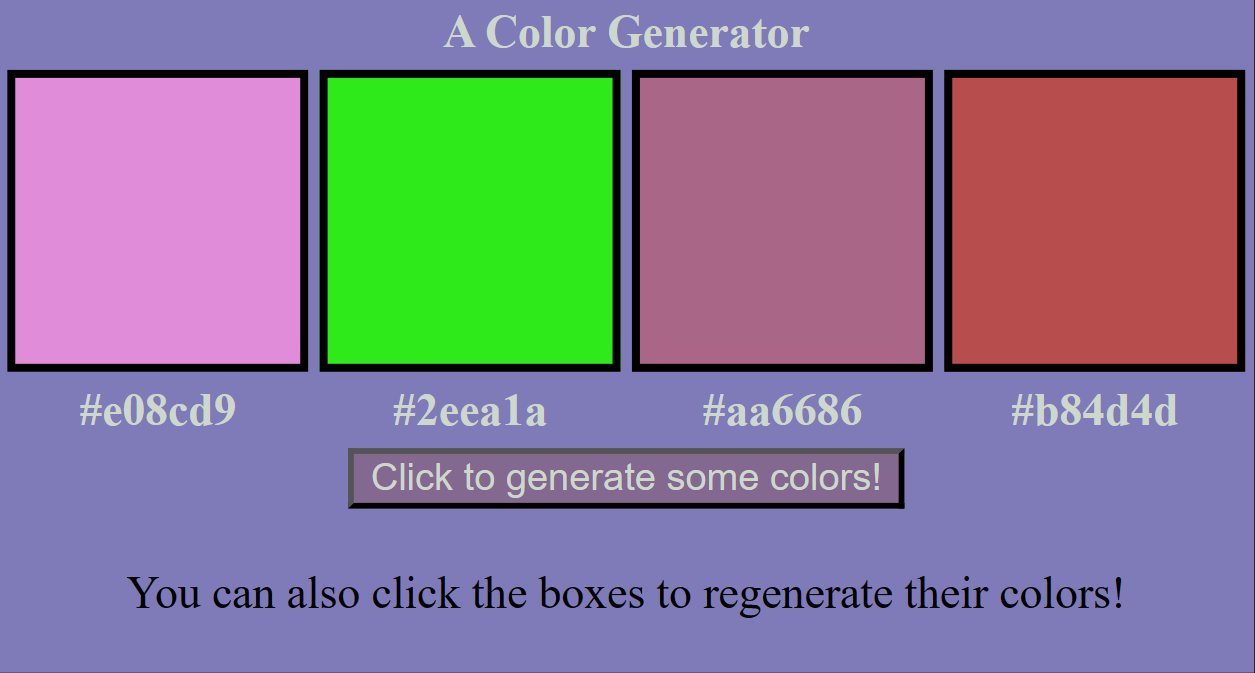 A Color Generator
#e08cd9 #2eea1a #aa6686 #b84d4d
Click to generate some colors!
You can also click the boxes to regenerate their colors!